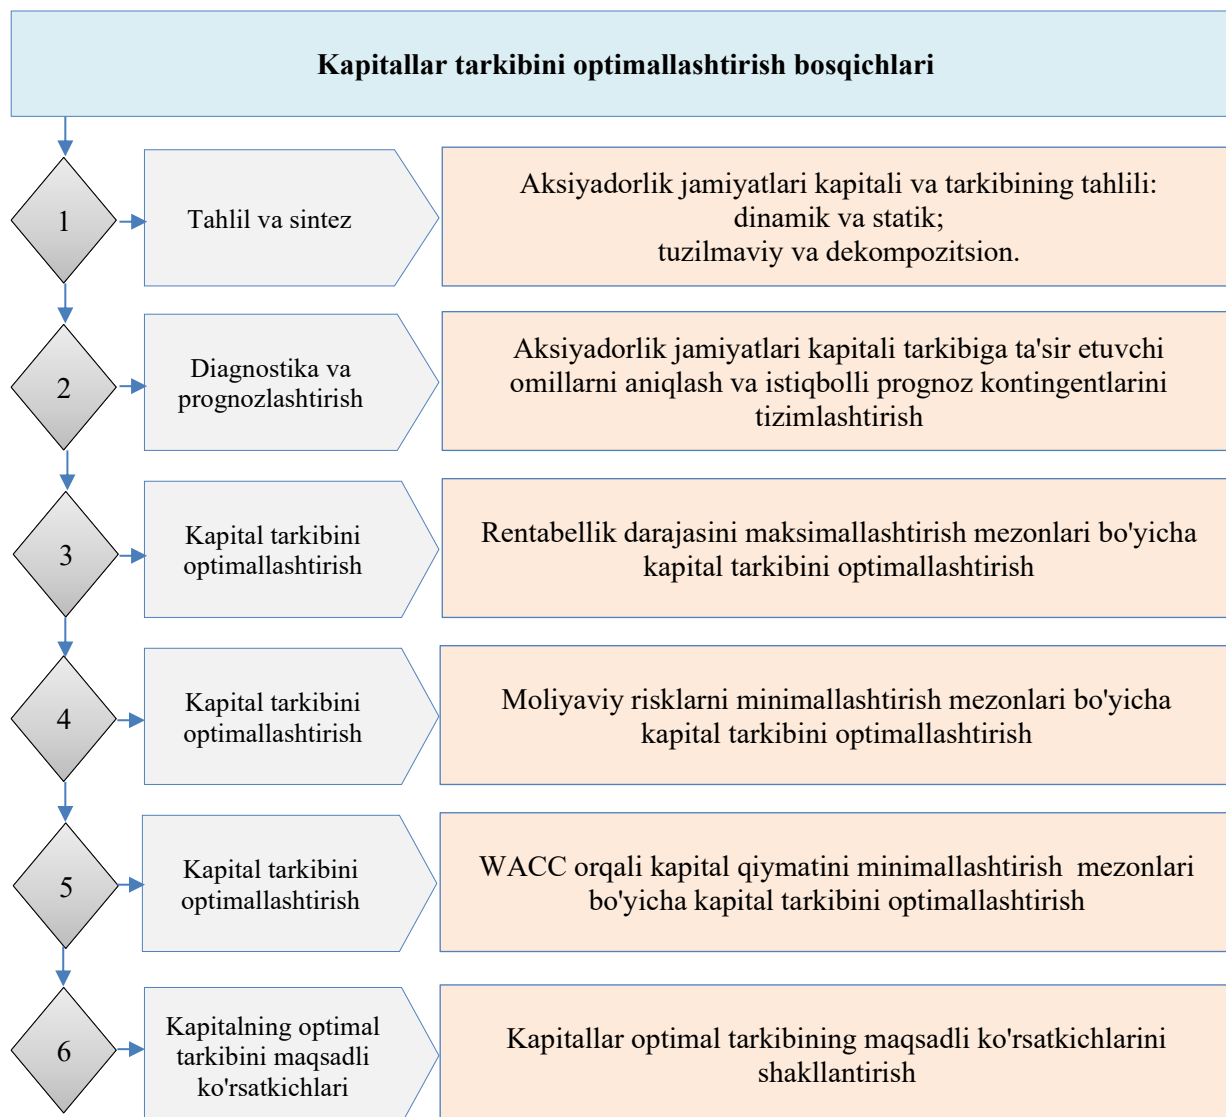 Kapitallar tarkibini optimallashtirish bosqichlari
1
Tahlil va sintez
Aksiyadorlik jamiyatlari kapitali va tarkibining tahlili:
dinamik va statik;
tuzilmaviy va dekompozitsion.
2
Diagnostika va
prognozlashtirish
Aksiyadorlik jamiyatlari kapitali tarkibiga ta'sir etuvchi
omillarni aniqlash va istiqbolli prognoz kontingentlarini
tizimlashtirish
3
Kapital tarkibini
optimallashtirish
Rentabellik darajasini maksimallashtirish mezonlari bo'yicha
kapital tarkibini optimallashtirish
4
Kapital tarkibini
optimallashtirish
Moliyaviy risklarni minimallashtirish mezonlari bo'yicha
kapital tarkibini optimallashtirish
5
Kapital tarkibini
optimallashtirish
WACC orqali kapital qiymatini minimallashtirish mezonlari
bo'yicha kapital tarkibini optimallashtirish
6
Kapitalning optimal
tarkibini maqsadli
ko'rsatkichlari
Kapitallar optimal tarkibining maqsadli ko'rsatkichlarini
shakllantirish